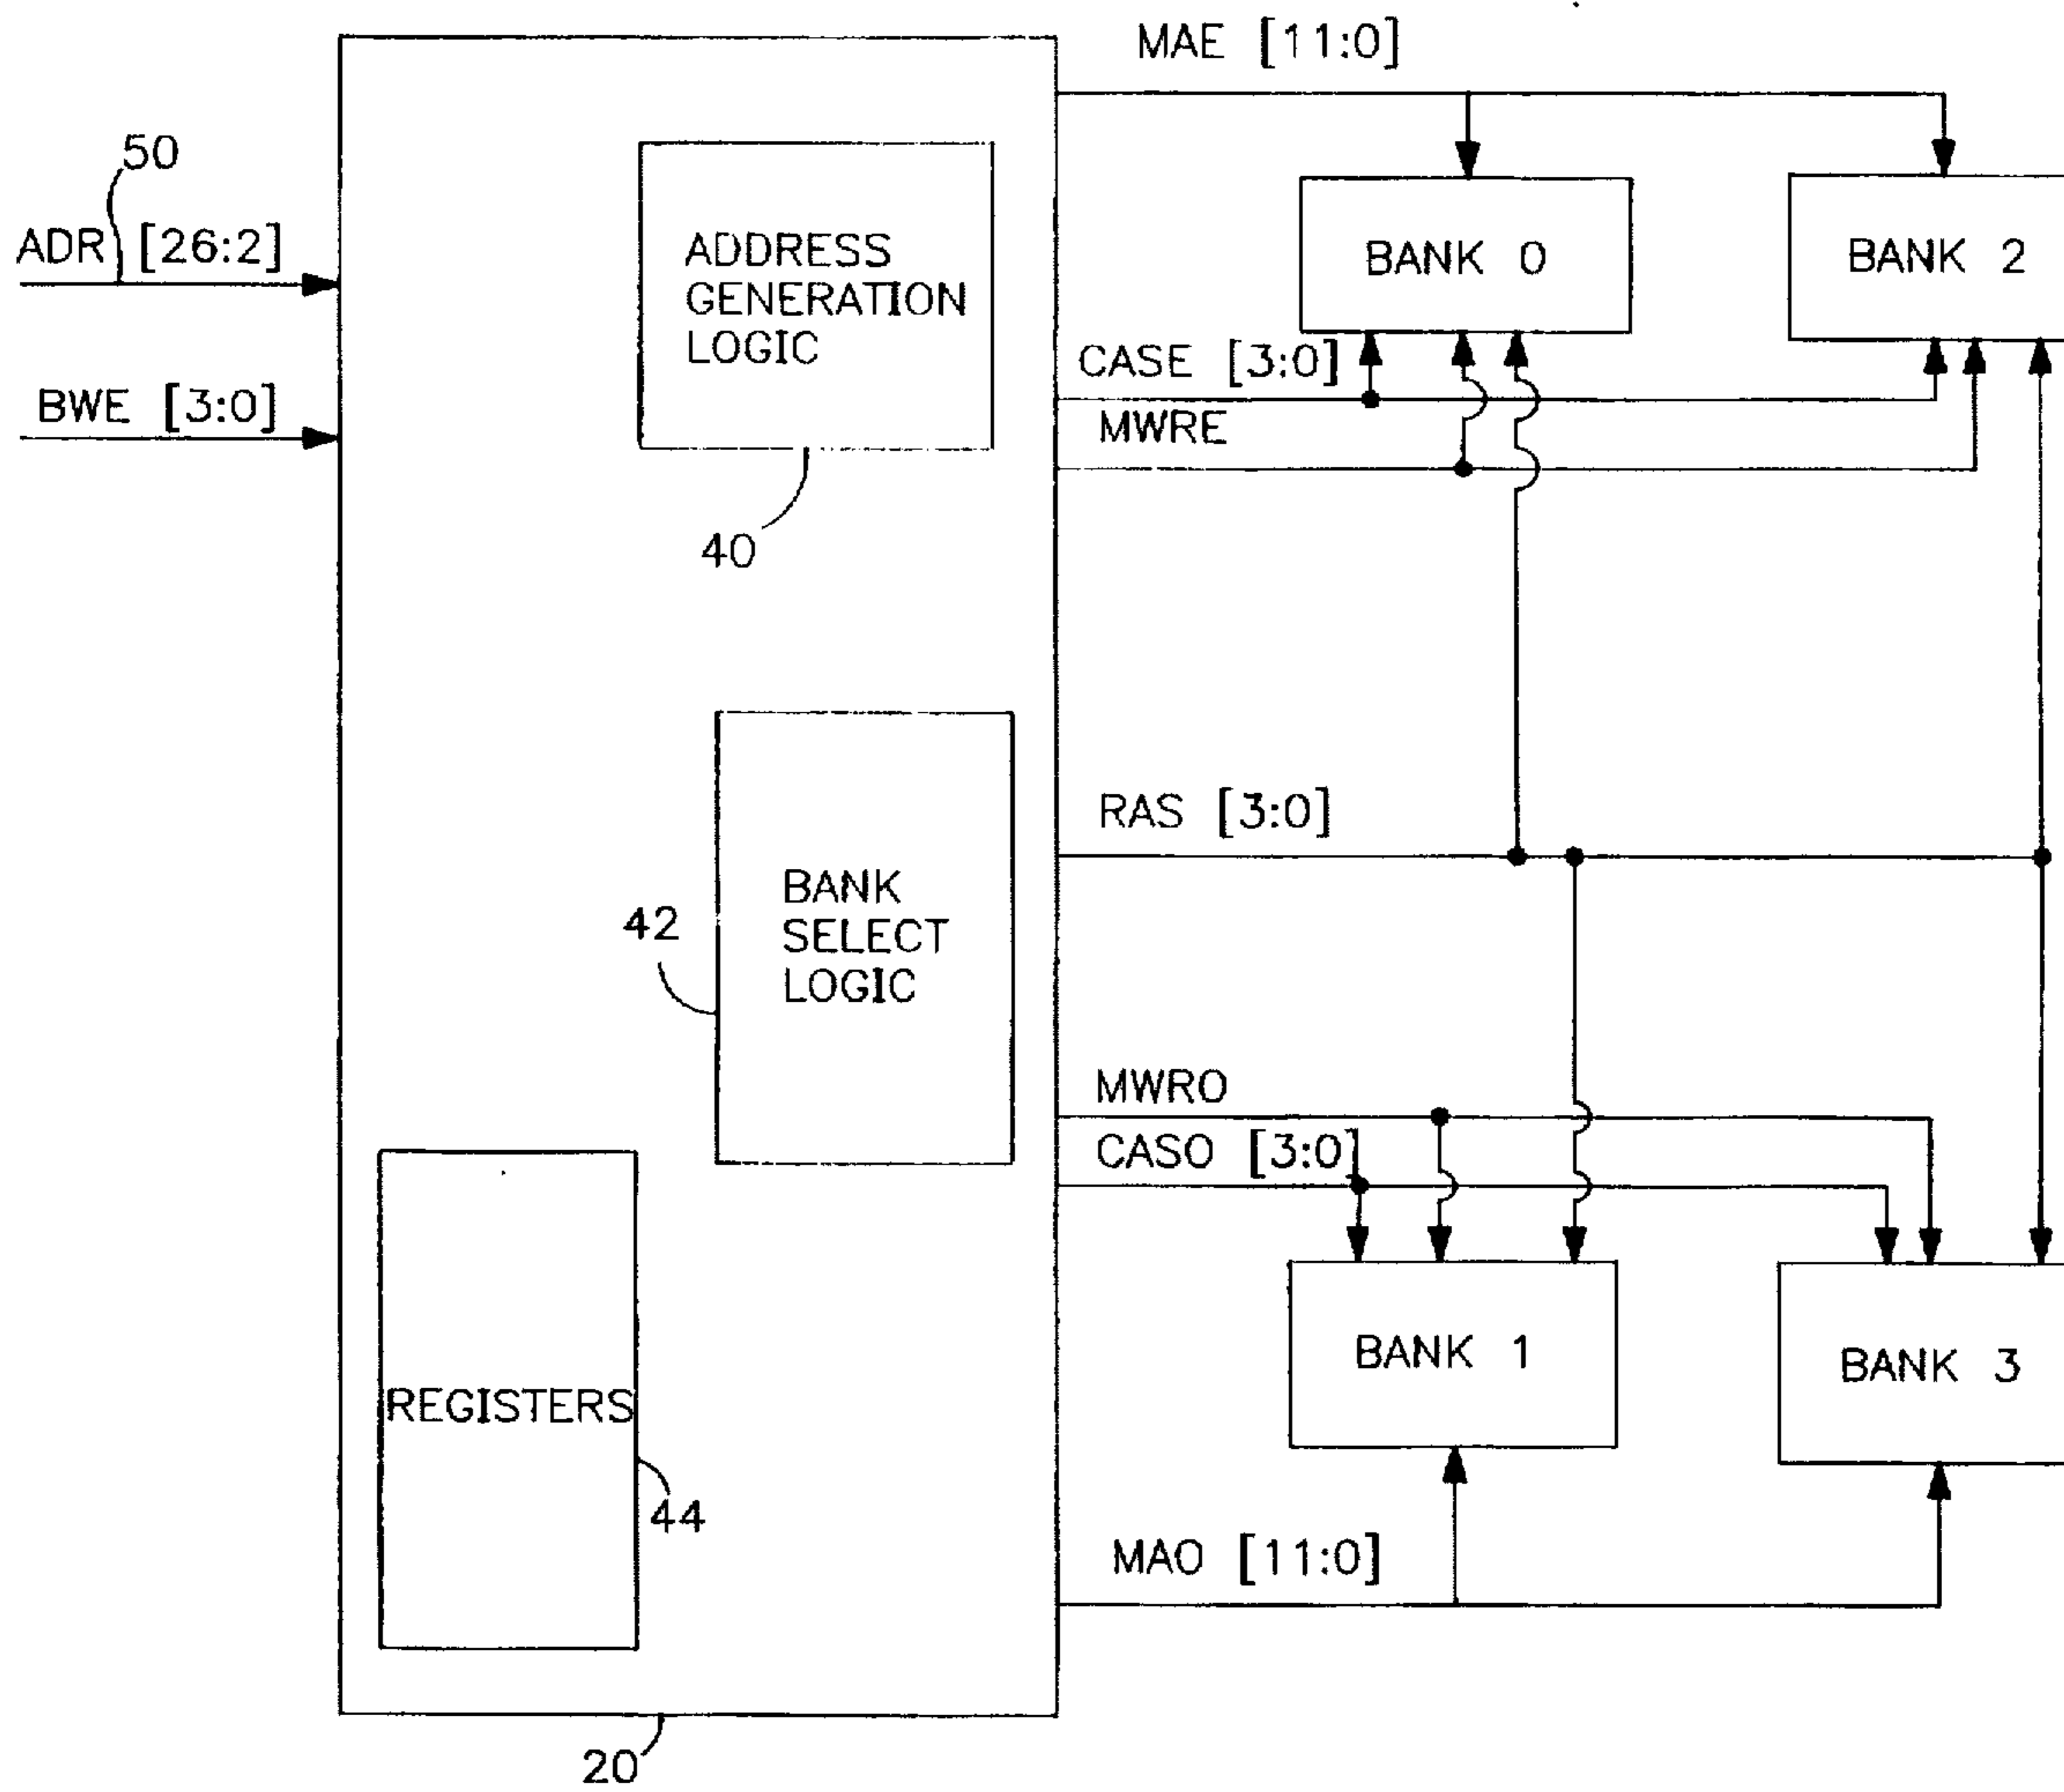 MAE [11:0]
50
ADR [26:2]
BWE [3:0]
ADDRESS
GENERATION
LOGIC
40
BANK 0
BANK 2
CASE [3:0]
MWRE
RAS [3:0]
BANK
SELECT
LOGIC
42
MWRO
CASO [3:0]
BANK 1
BANK 3
REGISTERS
44
MAO [11:0]
20